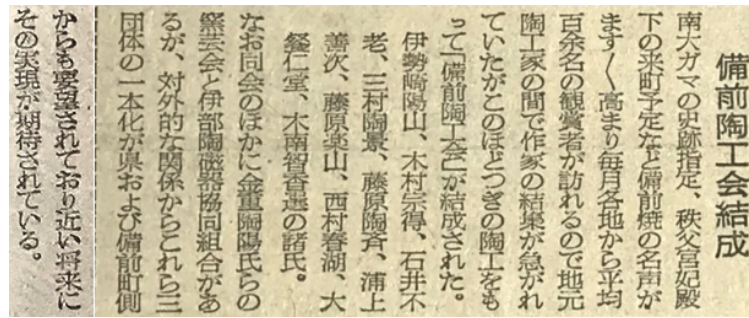 備前陶工会結成
南大ガマの史跡指定、秩父宮妃殿
下の来町予定など備前焼の名声が
ます〱高まり毎月各地から平均
百余名の観賞者が訪れるので地元
陶工家の間で作家の結集が急がれ
ていたがこのほどつぎの陶工をも
って「備前陶工会」が結成された。
伊勢崎陽山、木村宗得、石井不
老、三村陶景、藤原陶斉、浦上
善次、藤原楽山、西村春湖、大
饗仁堂、木南智香選の諸氏。
なお同会のほかに金重陶陽氏らの
窯芸会と伊部陶磁器協同組合があ
るが、対外的な関係からこれら三
団体の一本化が県および備前町側
からも要望されており近い将来に
その実現が期待されている。